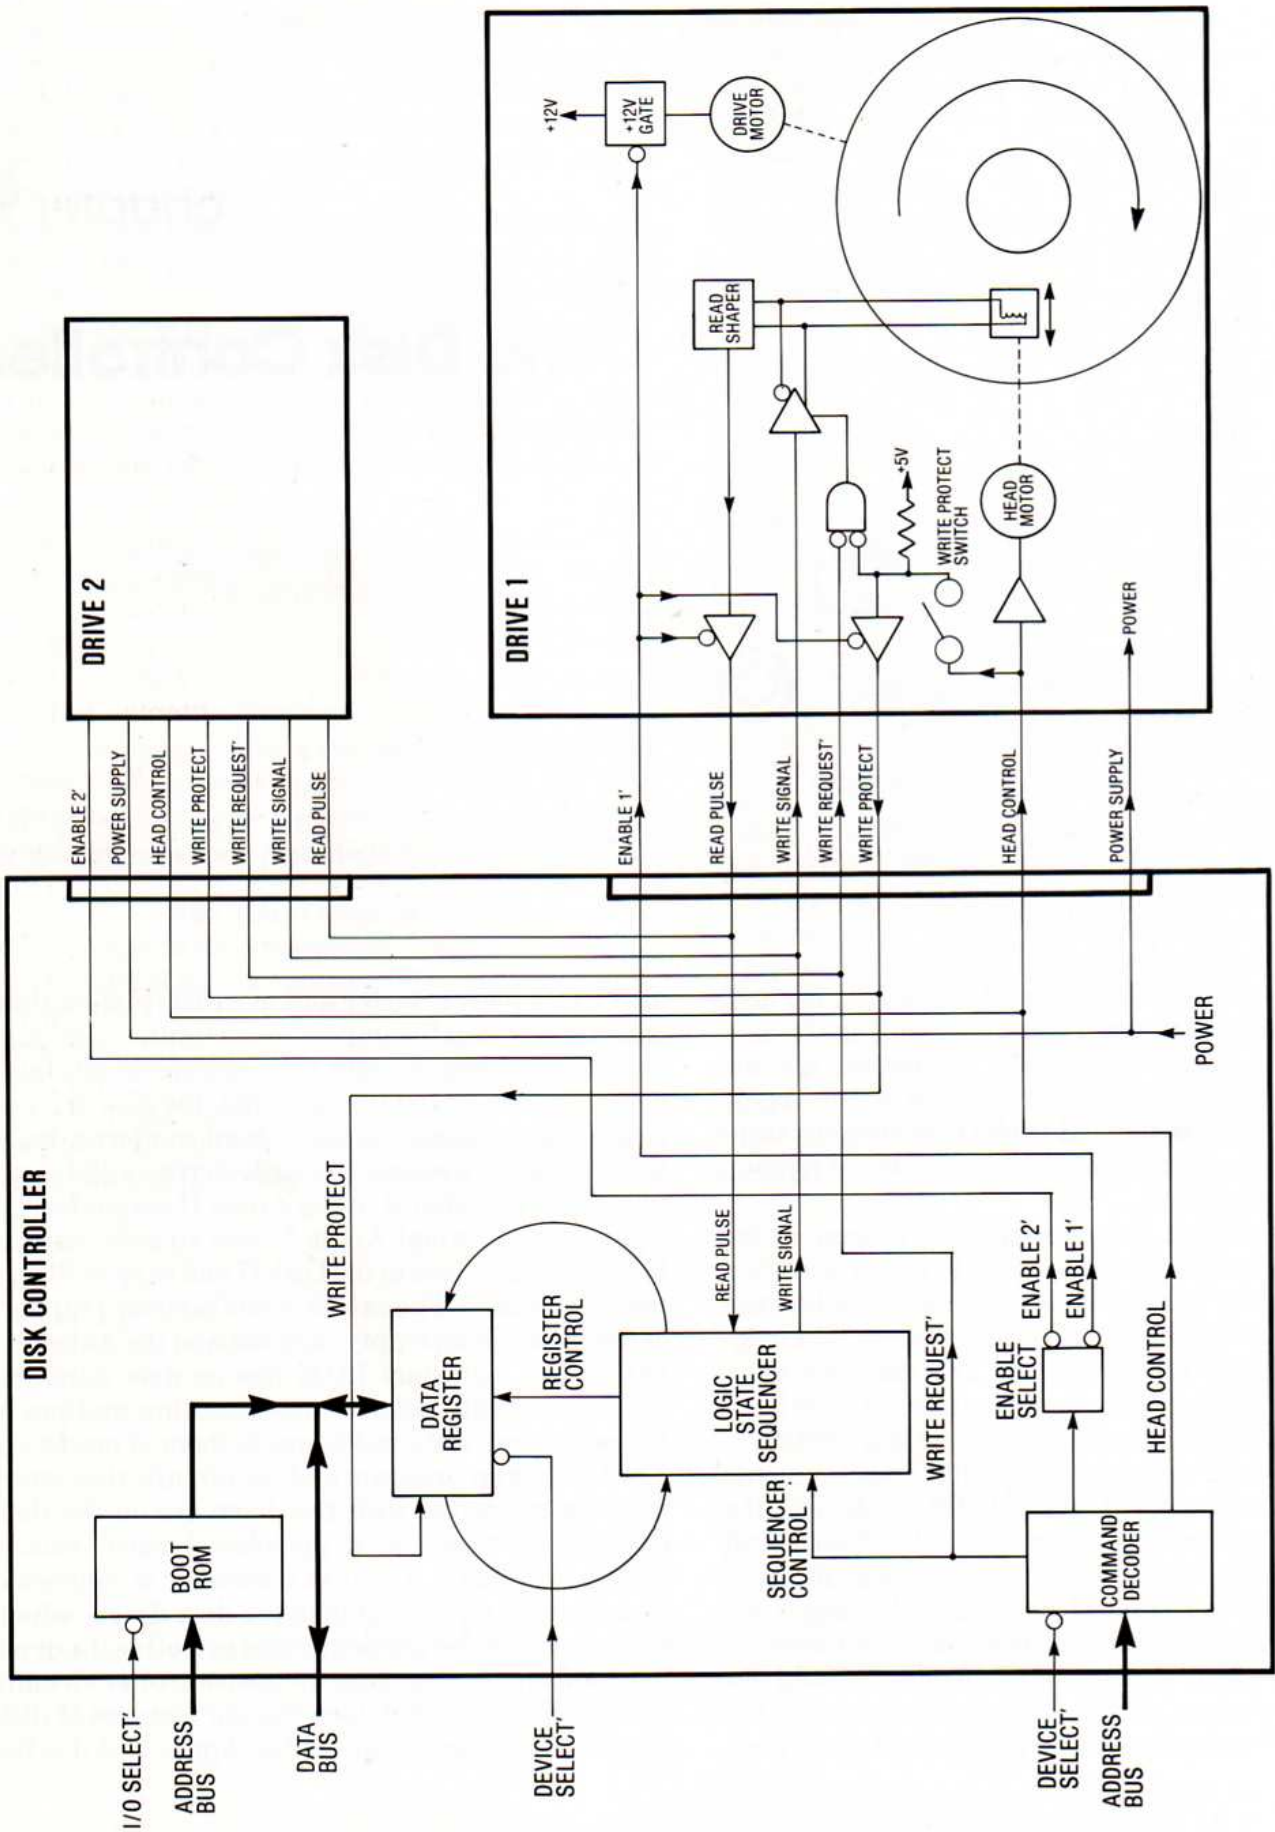 DISK CONTROLLER
I/O SELECT'
ADDRESS
BUS
BOOT
ROM
DATA
BUS
WRITE PROTECT
DATA
REGISTER
REGISTER
CONTROL
DEVICE
SELECT'
LOGIC
STATE
SEQUENCER
READ PULSE
WRITE SIGNAL
SEQUENCER
CONTROL
WRITE REQUEST'
ENABLE
SELECT
ENABLE 2'
ENABLE 1'
DEVICE
SELECT'
ADDRESS
BUS
COMMAND
DECODER
HEAD CONTROL
POWER
ENABLE 2'
POWER SUPPLY
HEAD CONTROL
WRITE PROTECT
WRITE REQUEST'
WRITE SIGNAL
READ PULSE
DRIVE 2
ENABLE 1'
READ PULSE
WRITE SIGNAL
WRITE REQUEST'
WRITE PROTECT
HEAD CONTROL
POWER SUPPLY
DRIVE 1
+12V
+12V
GATE
DRIVE
MOTOR
READ
SHAPER
+5V
WRITE PROTECT
SWITCH
HEAD
MOTOR
POWER